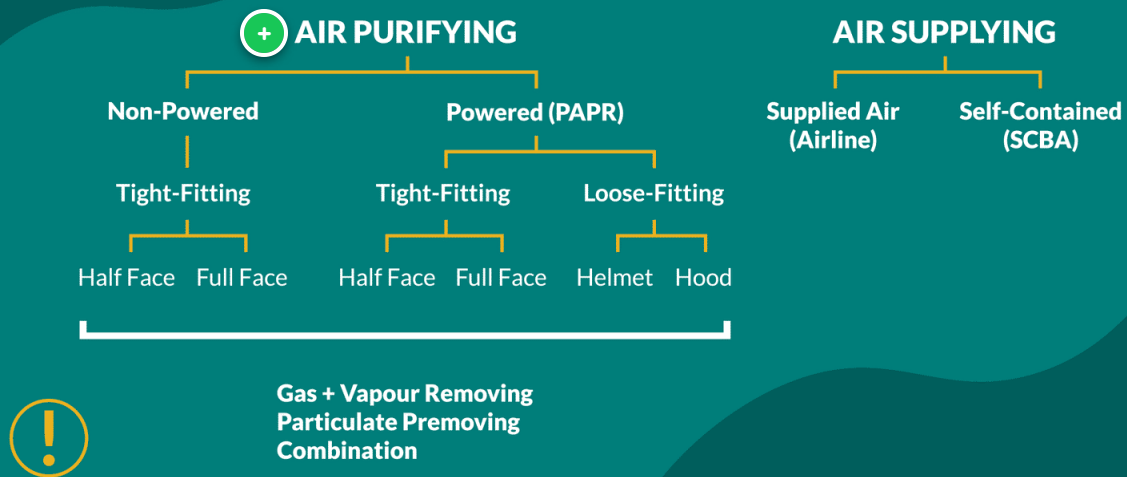 + AIR PURIFYING
AIR SUPPLYING
Non-Powered
Powered (PAPR)
Supplied Air
(Airline)
Self-Contained
(SCBA)
Tight-Fitting
Tight-Fitting
Loose-Fitting
Half Face
Full Face
Half Face
Full Face
Helmet
Hood
Gas + Vapour Removing
Particulate Premoving
Combination
!